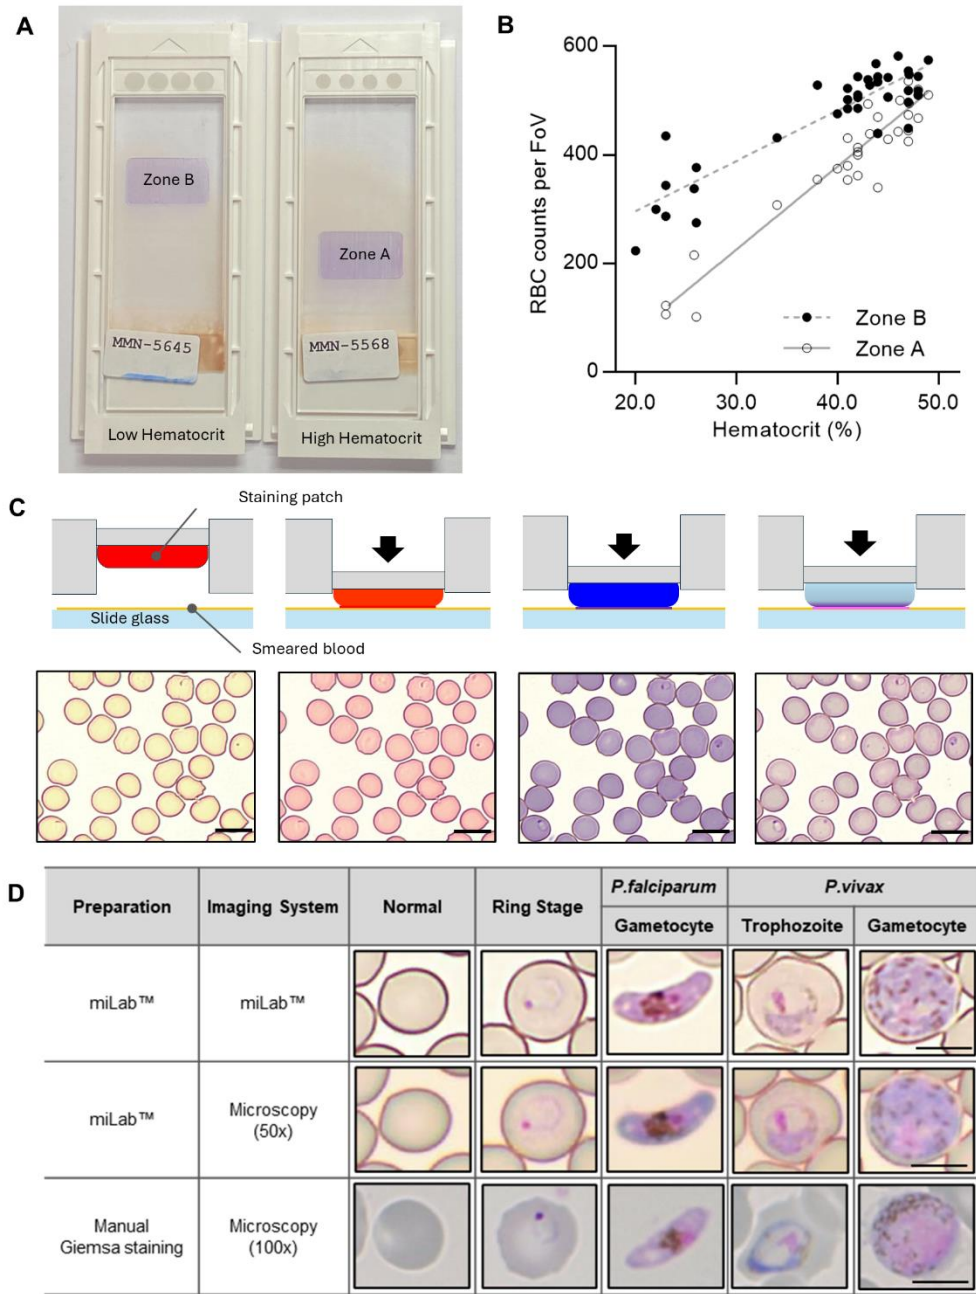 A
Zone B
Zone A
MMN-5645
MMN-5568
Low Hematocrit
High Hematocrit
B
RBC counts per FoV
600
400
200
0
20.0 30.0 40.0 50.0
Hematocrit (%)
Zone B
Zone A
C
Staining patch
Slide glass
Smeared blood
D
Preparation Imaging System Normal Ring Stage P.falciparum P.vivax
Gametocyte Trophozoite Gametocyte
miLab™ miLab™
miLab™ Microscopy
(50x)
Manual Microscopy
Giemsa staining (100x)